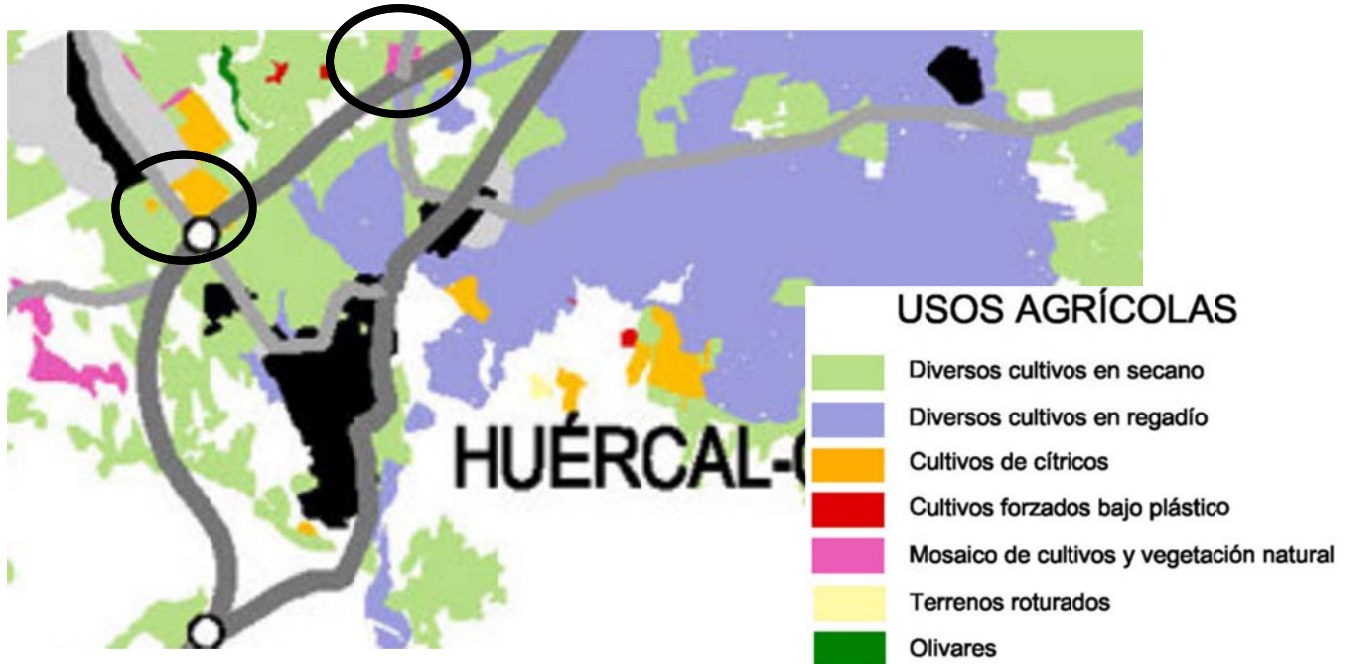 USOS AGRÍCOLAS
Diversos cultivos en secano
Diversos cultivos en regadío
Cultivos de cítricos
Cultivos forzados bajo plástico
Mosaico de cultivos y vegetación natural
Terrenos roturados
Olivares
HUÉRCAL-